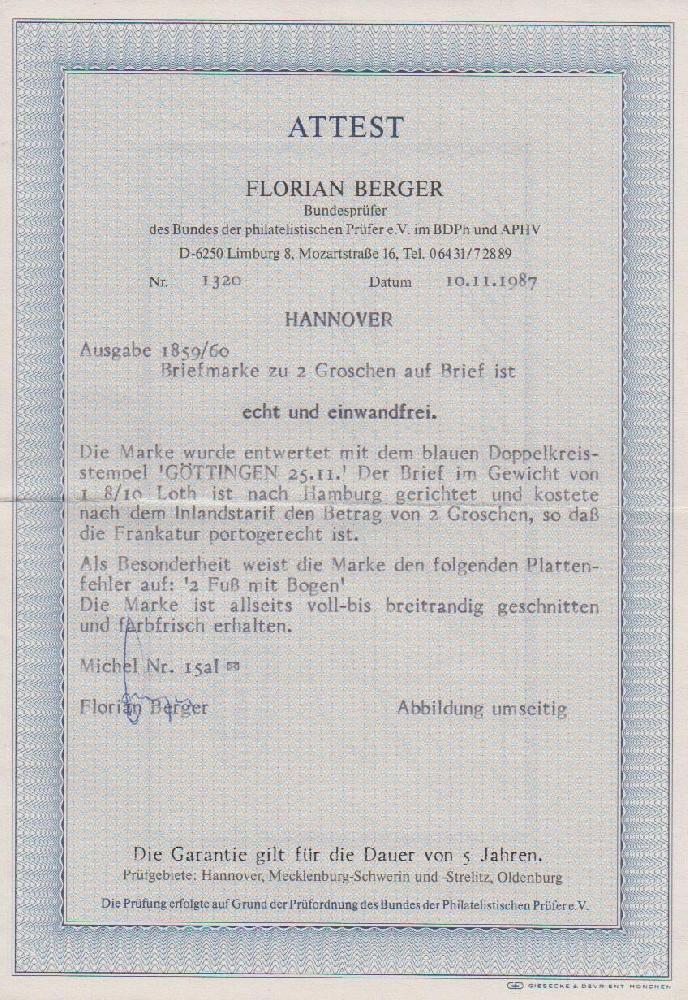 ATTEST
FLORIAN BERGER
Bundesprüfer
des Bundes der philatelistischen Prüfer e.V. im BDPh und APHV
D-6250 Limburg 8, Mozartstraße 16, Tel. 06431/72889
Nr. 1320 Datum 10.11.1987
HANNOVER
Ausgabe 1859/60
Briefmarke zu 2 Groschen auf Brief ist
echt und einwandfrei.
Die Marke wurde entwertet mit dem blauen Doppelkreis-
stempel 'GÖTTINGEN 25.11.' Der Brief im Gewicht von
1 8/10 Loth ist nach Hamburg gerichtet und kostete
nach dem Inlandstarif den Betrag von 2 Groschen, so daß
die Frankatur portogerecht ist.
Als Besonderheit weist die Marke den folgenden Platten-
fehler auf: '2 Fuß mit Bogen'
Die Marke ist allseits voll-bis breitrandig geschnitten
und farbfrisch erhalten.
Michel Nr. 15aI ✉
Florian Berger Abbildung umseitig
Die Garantie gilt für die Dauer von 5 Jahren.
Prüfgebiete: Hannover, Mecklenburg-Schwerin und -Strelitz, Oldenburg
Die Prüfung erfolgte auf Grund der Prüfordnung des Bundes der Philatelistischen Prüfer e.V.
GIESECKE & DEVRIENT MÜNCHEN